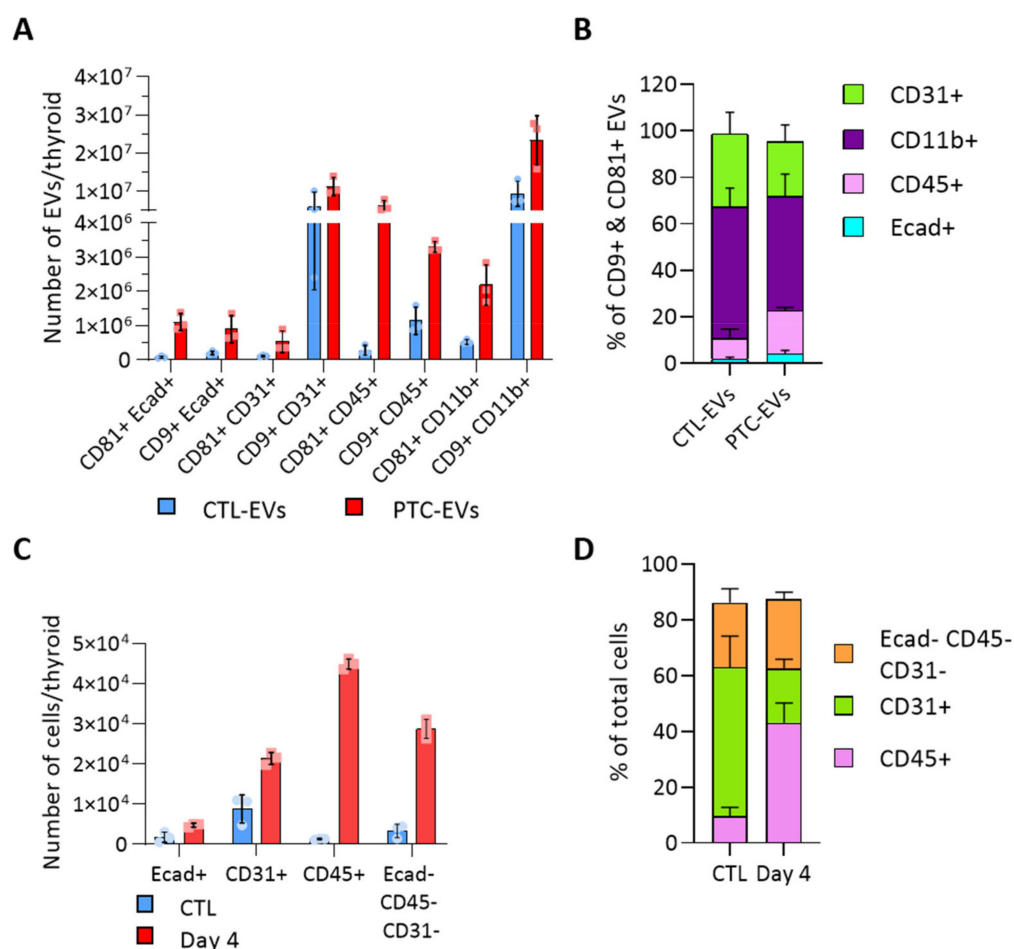 A
Number of EVs/thyroid
4×10⁷
3×10⁷
2×10⁷
1×10⁷
4×10⁶
3×10⁶
2×10⁶
1×10⁶
0
CD81+ Ecad+
CD9+ Ecad+
CD81+ CD31+
CD9+ CD31+
CD81+ CD45+
CD9+ CD45+
CD81+ CD11b+
CD9+ CD11b+
CTL-EVs
PTC-EVs
B
% of CD9+ & CD81+ EVs
120
100
80
60
40
20
0
CTL-EVs
PTC-EVs
CD31+
CD11b+
CD45+
Ecad+
C
Number of cells/thyroid
5×10⁴
4×10⁴
3×10⁴
2×10⁴
1×10⁴
0
Ecad+
CD31+
CD45+
Ecad-
CD45-
CD31-
CTL
Day 4
D
% of total cells
100
80
60
40
20
0
CTL
Day 4
Ecad- CD45-
CD31-
CD31+
CD45+